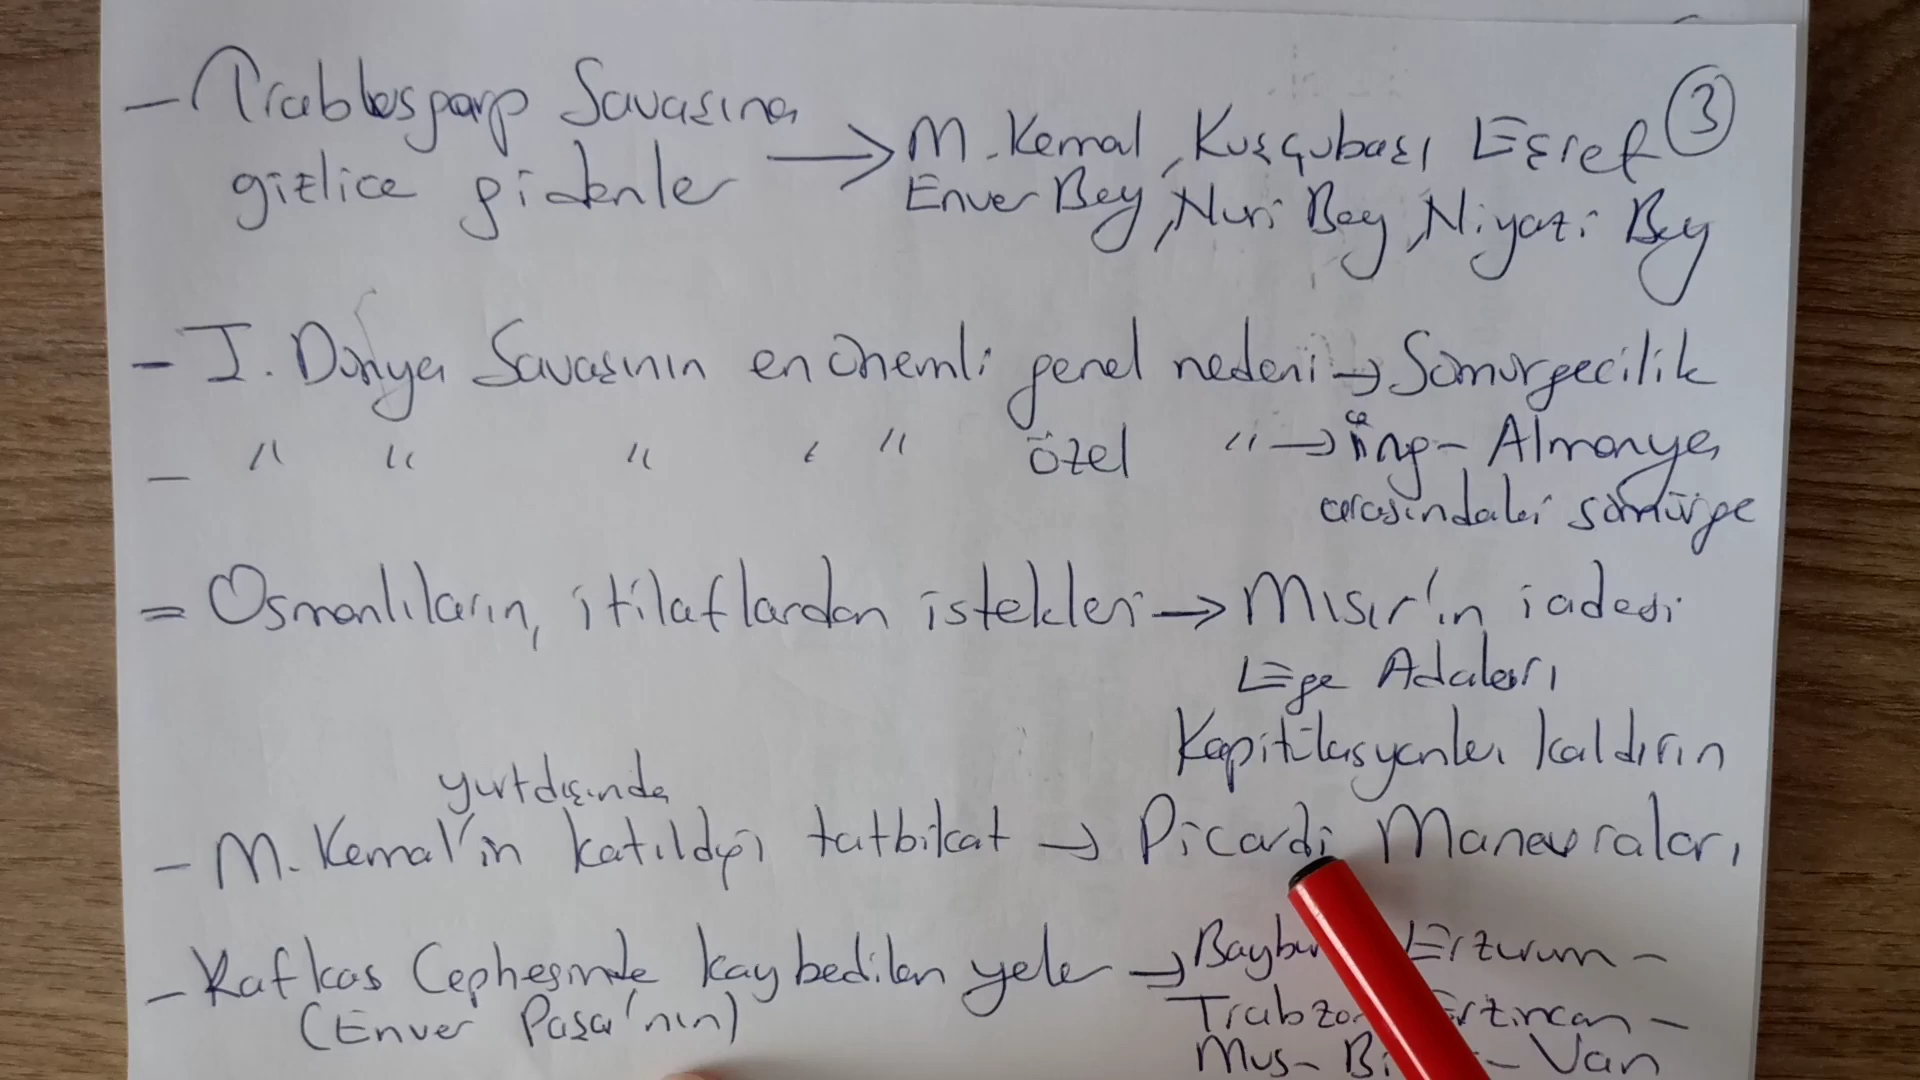 ③
- Trablusgarp Savaşına → M. Kemal, Kuşçubaşı Eşref
gizlice gidenler Enver Bey, Nuri Bey, Niyazi Bey
- I. Dünya Savaşının en önemli genel nedeni → Sömürgecilik
- " " " " " özel " → İng - Almanya
arasındaki sömürge
= Osmanlıların, itilaflardan istekleri → Mısır'ın iadesi
Ege Adaları
Kapitülasyonları kaldırın
yurtdışında
- M. Kemal'in katıldığı tatbikat → Picardi Manevraları
- Kafkas Cephesinde kaybedilen yerler → Erzurum -
(Enver Paşa'nın) Erzincan -
Muş - - Van